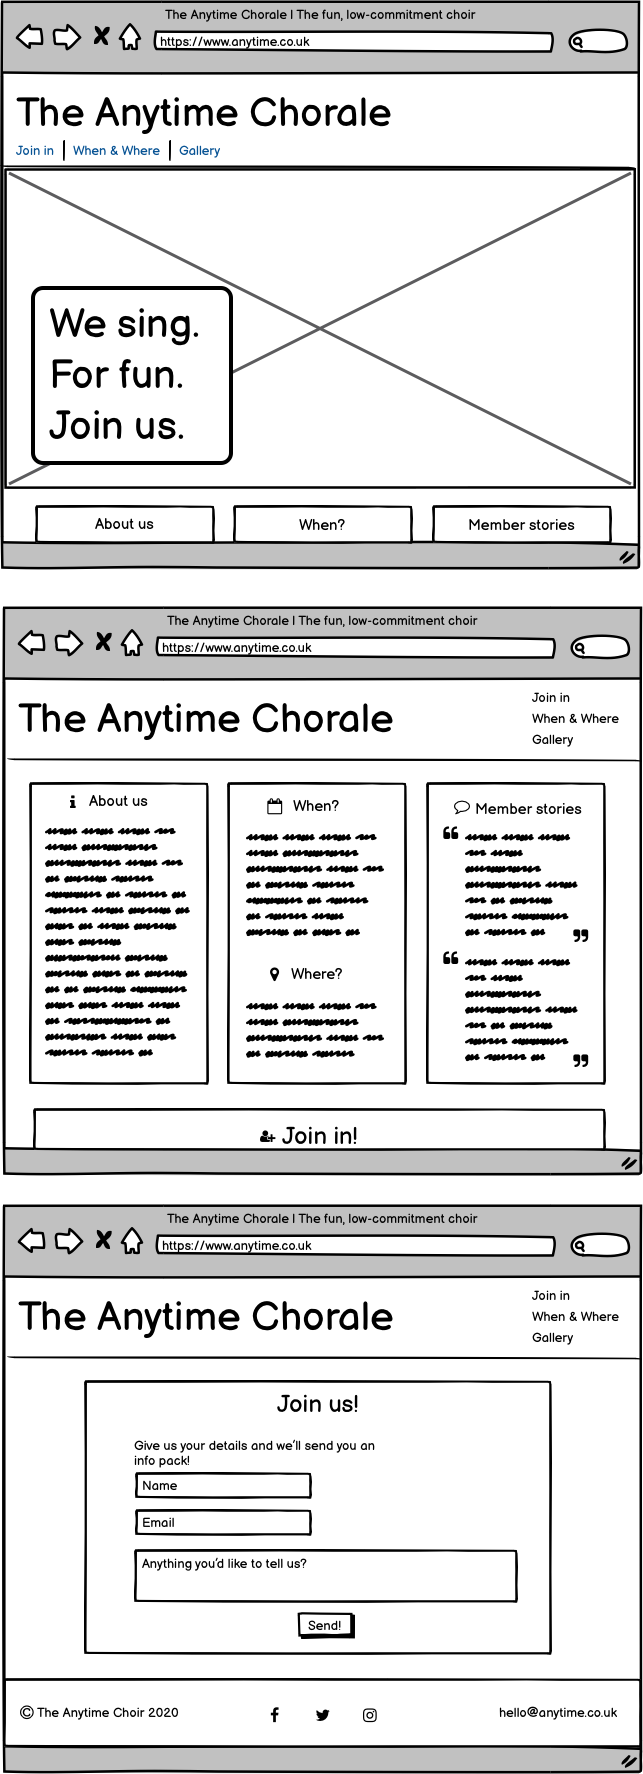 The Anytime Chorale | The fun, low-commitment choir
https://www.anytime.co.uk
The Anytime Chorale
Join in | When & Where | Gallery
We sing.
For fun.
Join us.
About us
When?
Member stories
The Anytime Chorale | The fun, low-commitment choir
https://www.anytime.co.uk
The Anytime Chorale
Join in
When & Where
Gallery
About us
When?
Where?
Member stories
Join in!
The Anytime Chorale | The fun, low-commitment choir
https://www.anytime.co.uk
The Anytime Chorale
Join in
When & Where
Gallery
Join us!
Give us your details and we'll send you an
info pack!
Name
Email
Anything you'd like to tell us?
Send!
© The Anytime Choir 2020
hello@anytime.co.uk